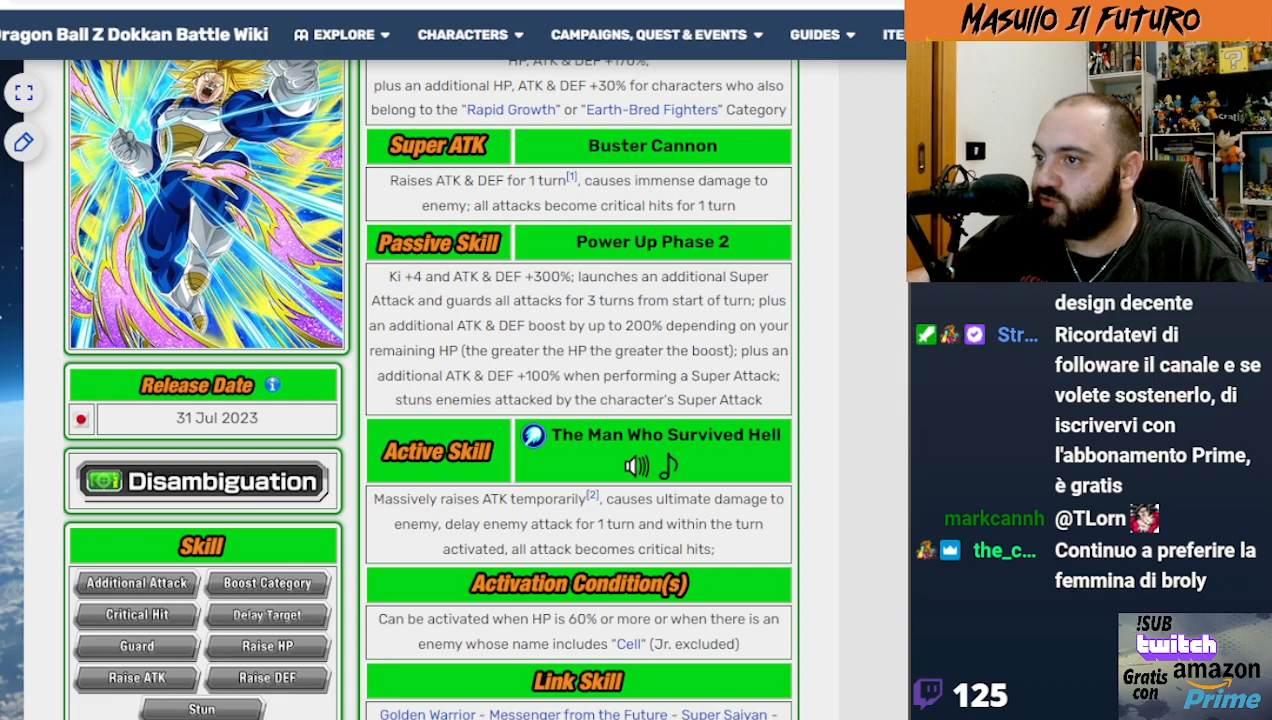 Dragon Ball Z Dokkan Battle Wiki
EXPLORE
CHARACTERS
CAMPAIGNS, QUEST & EVENTS
GUIDES
HP, ATK & DEF +170%;
plus an additional HP, ATK & DEF +30% for characters who also
belong to the "Rapid Growth" or "Earth-Bred Fighters" Category
Super ATK
Buster Cannon
Raises ATK & DEF for 1 turn[1], causes immense damage to
enemy; all attacks become critical hits for 1 turn
Passive Skill
Power Up Phase 2
Ki +4 and ATK & DEF +300%; launches an additional Super
Attack and guards all attacks for 3 turns from start of turn; plus
an additional ATK & DEF boost by up to 200% depending on your
remaining HP (the greater the HP the greater the boost); plus an
additional ATK & DEF +100% when performing a Super Attack;
stuns enemies attacked by the character's Super Attack
Active Skill
The Man Who Survived Hell
Massively raises ATK temporarily[2], causes ultimate damage to
enemy, delay enemy attack for 1 turn and within the turn
activated, all attack becomes critical hits;
Activation Condition(s)
Can be activated when HP is 60% or more or when there is an
enemy whose name includes "Cell" (Jr. excluded)
Link Skill
Golden Warrior - Messenger from the Future - Super Saiyan -
Release Date
31 Jul 2023
Disambiguation
Skill
Additional Attack
Boost Category
Critical Hit
Delay Target
Guard
Raise HP
Raise ATK
Raise DEF
Stun
Masullo Il Futuro
design decente
Str... Ricordatevi di
followare il canale e se
volete sostenerlo, di
iscrivervi con
l'abbonamento Prime,
è gratis
markcannh @TLorn
the_c... Continuo a preferire la
femmina di broly
!SUB
twitch
Gratis
con
amazon
Prime
125